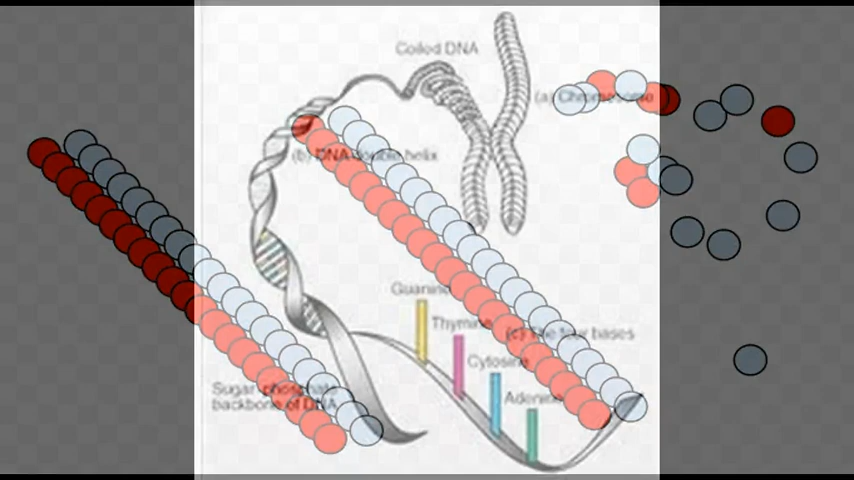 Coiled DNA
(a) Chromosome
(b) DNA double helix
Guanine
Thymine
(c) The four bases
Cytosine
Adenine
Sugar phosphate
backbone of DNA